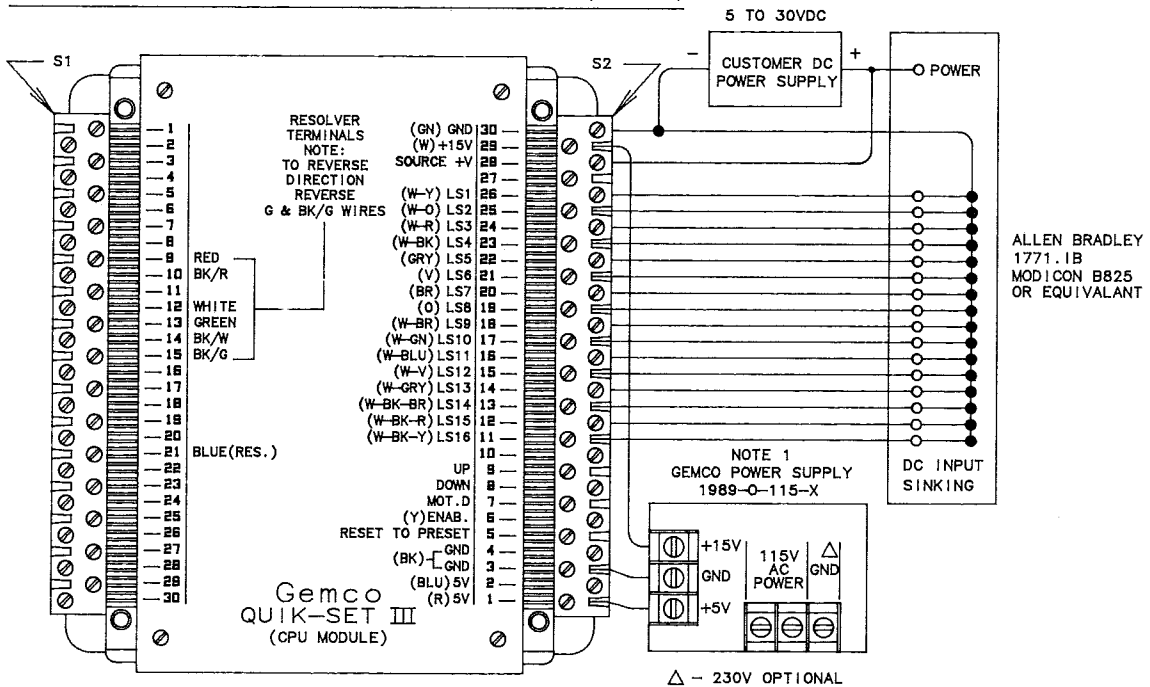 5 TO 30VDC
S1
S2
CUSTOMER DC
POWER SUPPLY
-
+
POWER
RESOLVER
TERMINALS
NOTE:
TO REVERSE
DIRECTION
REVERSE
G & BK/G WIRES
1
2
3
4
5
6
7
8
9 RED
10 BK/R
11
12 WHITE
13 GREEN
14 BK/W
15 BK/G
16
17
18
19
20
21 BLUE(RES.)
22
23
24
25
26
27
28
29
30
(GN) GND 30
(W)+15V 29
SOURCE +V 28
27
(W-Y) LS1 26
(W-O) LS2 25
(W-R) LS3 24
(W-BK) LS4 23
(GRY) LS5 22
(V) LS6 21
(BR) LS7 20
(O) LS8 19
(W-BR) LS9 18
(W-GN) LS10 17
(W-BLU) LS11 16
(W-V) LS12 15
(W-GRY) LS13 14
(W-BK-BR) LS14 13
(W-BK-R) LS15 12
(W-BK-Y) LS16 11
10
UP 9
DOWN 8
MOT.D 7
(Y)ENAB. 6
RESET TO PRESET 5
(BK) GND 4
GND 3
(BLU) 5V 2
(R) 5V 1
Gemco
QUIK-SET III
(CPU MODULE)
ALLEN BRADLEY
1771.IB
MODICON B825
OR EQUIVALANT
DC INPUT
SINKING
NOTE 1
GEMCO POWER SUPPLY
1989-0-115-X
+15V
GND
+5V
115V
AC
POWER
△
GND
△ - 230V OPTIONAL